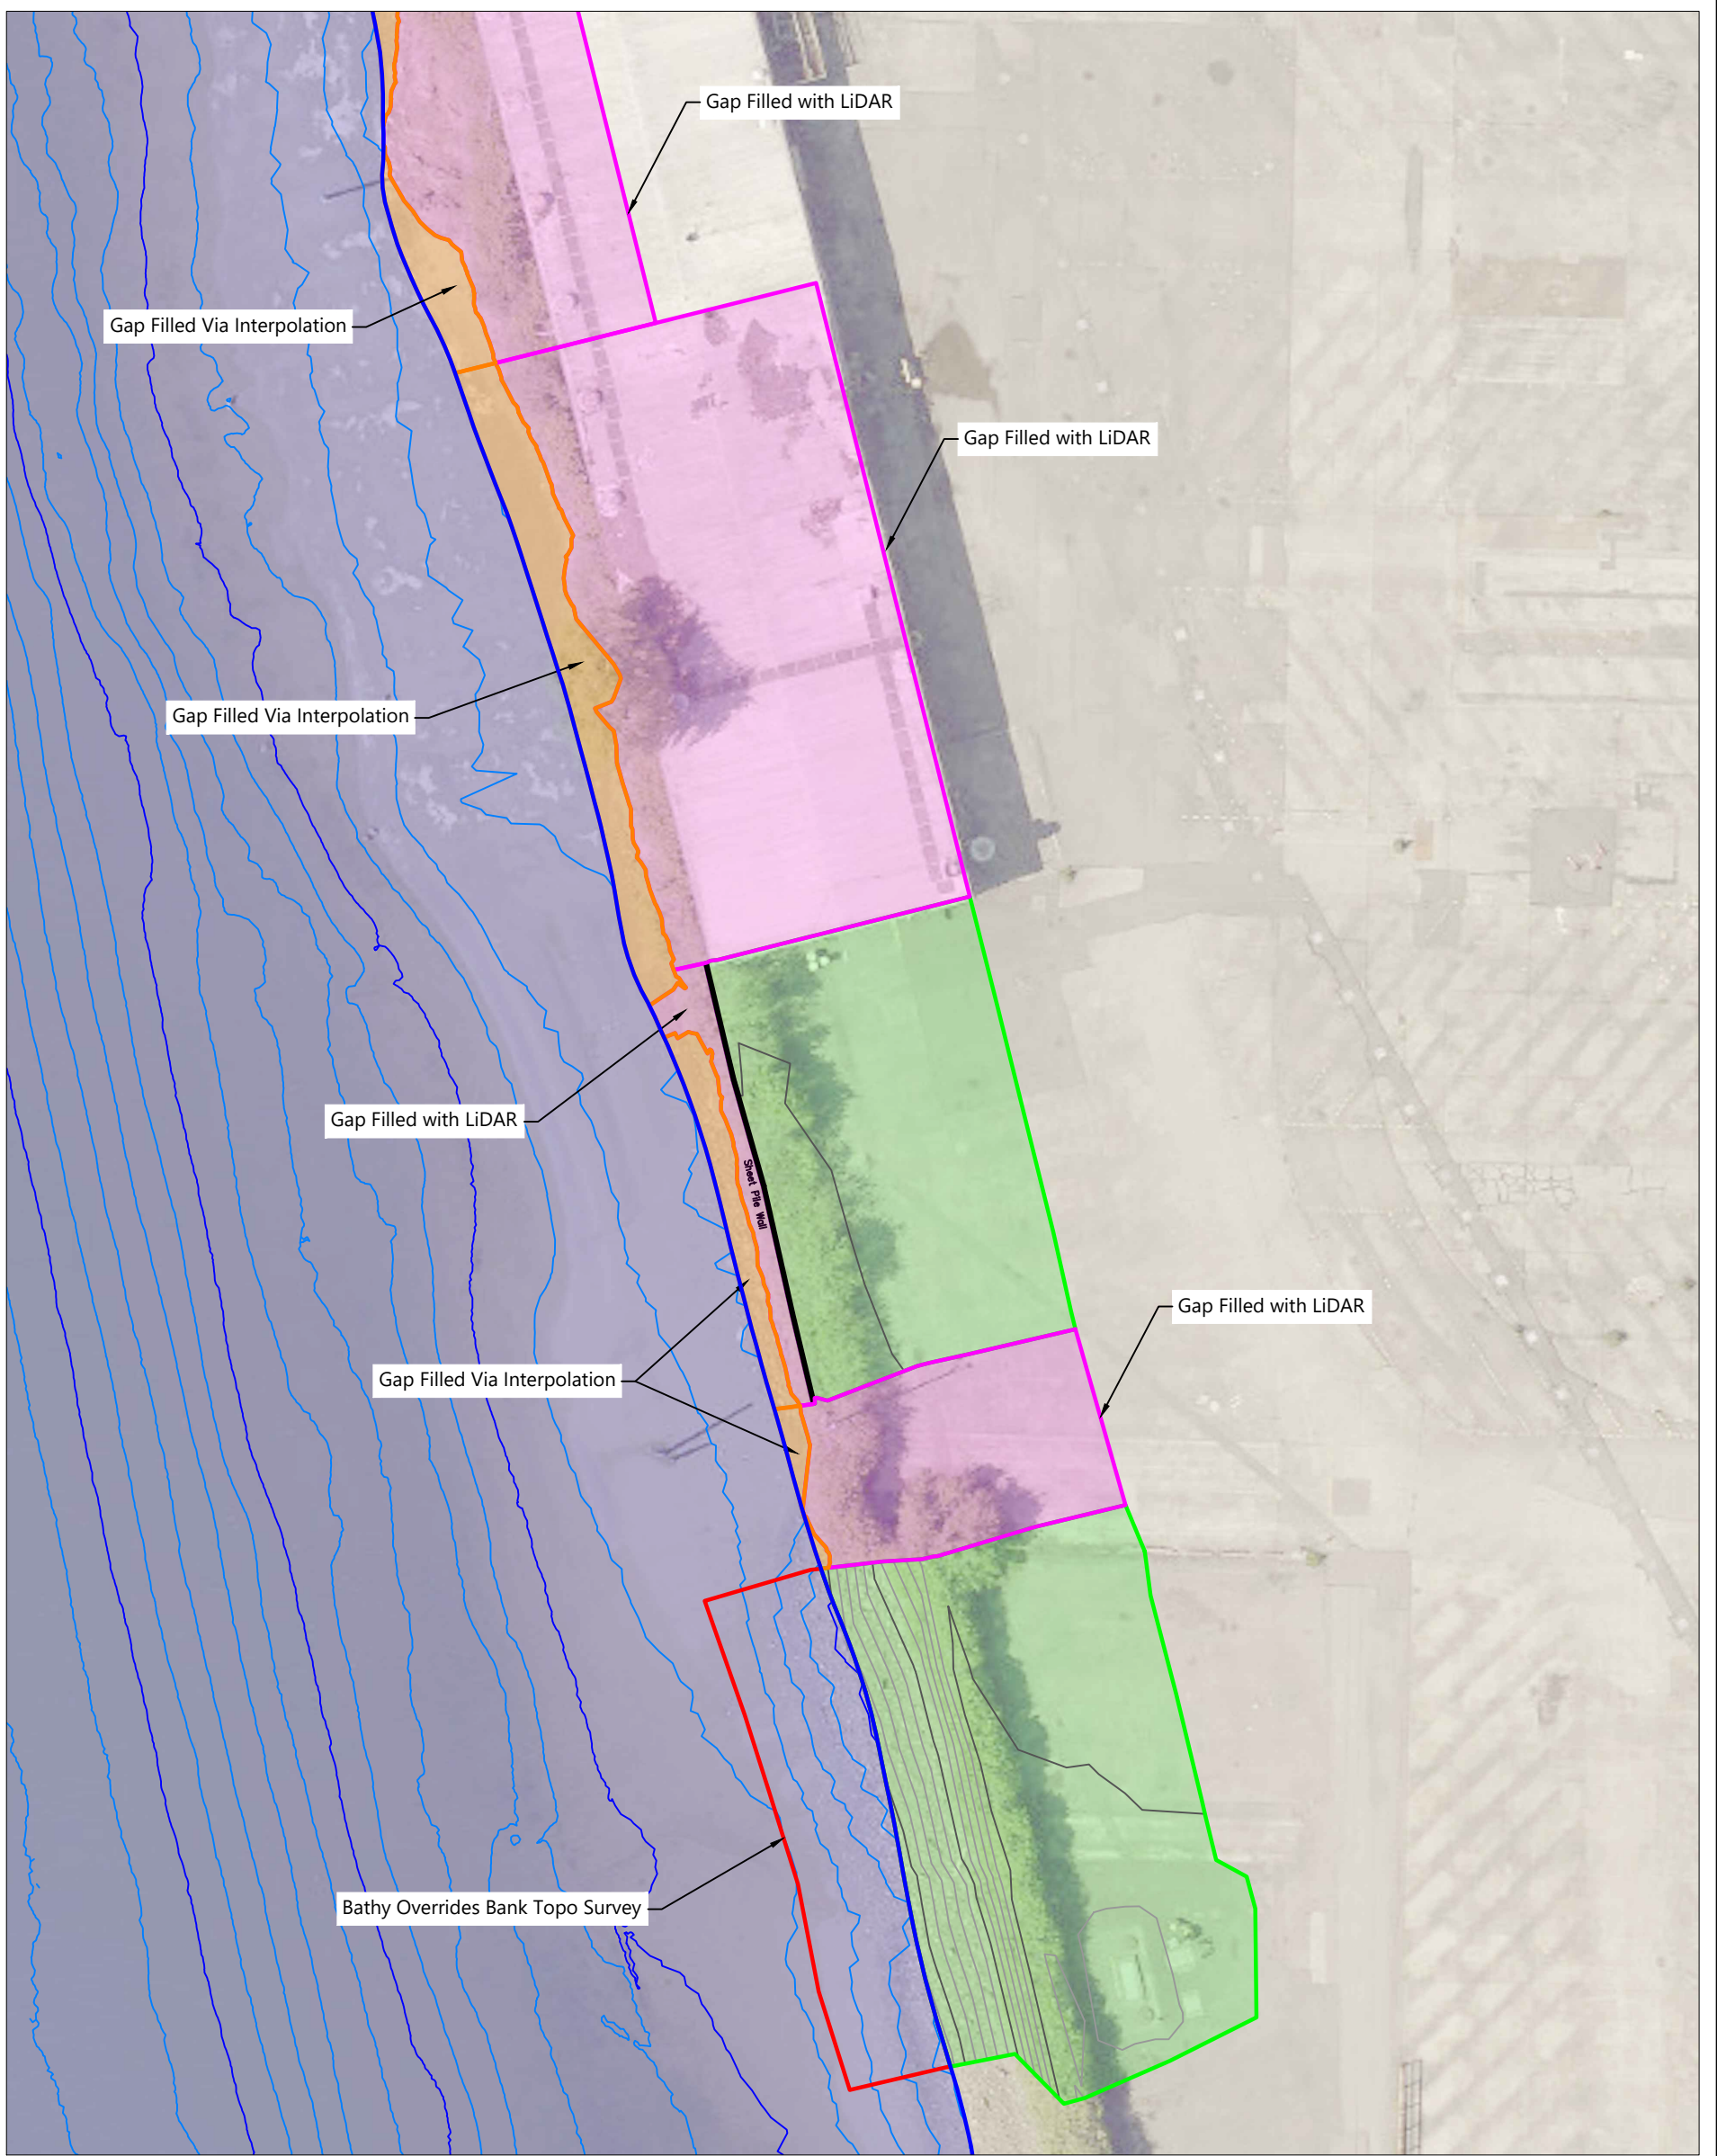 Gap Filled with LiDAR
Gap Filled Via Interpolation
Gap Filled with LiDAR
Gap Filled Via Interpolation
Gap Filled with LiDAR
Sheet Pile Wall
Gap Filled with LiDAR
Gap Filled Via Interpolation
Bathy Overrides Bank Topo Survey